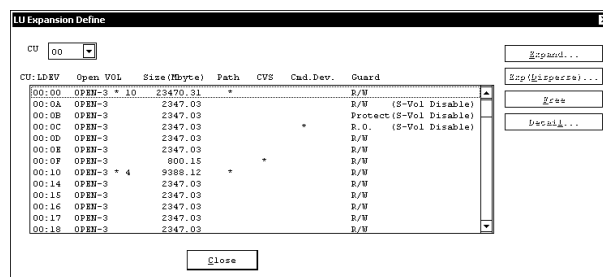 LU Expansion Define
CU 00
CU:LDEV Open VOL Size(Mbyte) Path CVS Cmd.Dev. Guard
00:00 OPEN-3 * 10 23470.31 * R/W
00:0A OPEN-3 2347.03 R/W (S-Vol Disable)
00:0B OPEN-3 2347.03 Protect(S-Vol Disable)
00:0C OPEN-3 2347.03 * R.O. (S-Vol Disable)
00:0D OPEN-3 2347.03 R/W
00:0E OPEN-3 2347.03 R/W
00:0F OPEN-3 800.15 * R/W
00:10 OPEN-3 * 4 9388.12 * R/W
00:14 OPEN-3 2347.03 R/W
00:15 OPEN-3 2347.03 R/W
00:16 OPEN-3 2347.03 R/W
00:17 OPEN-3 2347.03 R/W
00:18 OPEN-3 2347.03 R/W
Expand...
Exp(Disperse)...
Free
Detail...
Close